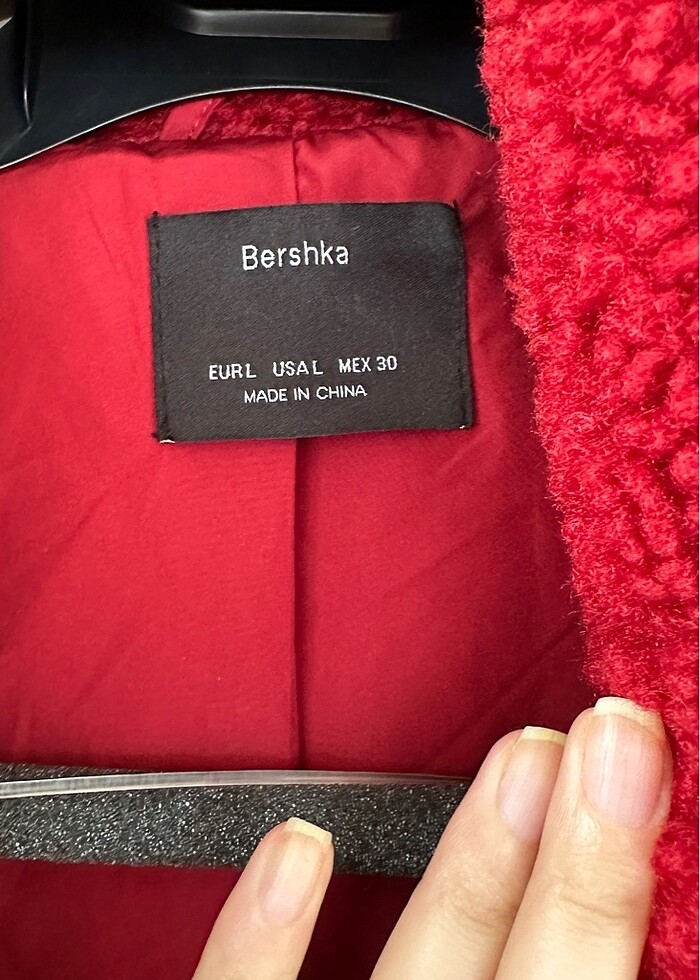 Bershka
EUR L USA L MEX 30
MADE IN CHINA